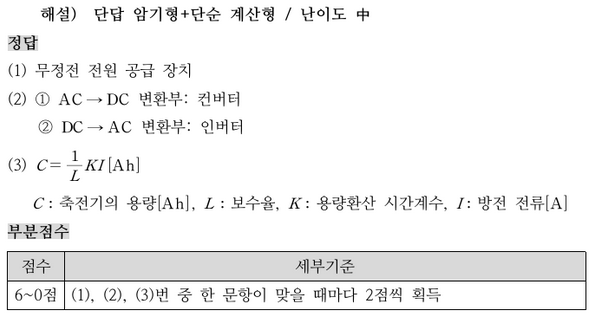 해설) 단답 암기형+단순 계산형 / 난이도 中
정답
(1) 무정전 전원 공급 장치
(2) ① AC→DC 변환부: 컨버터
② DC→AC 변환부: 인버터
(3) C = 1/L KI [Ah]
C : 축전기의 용량[Ah], L : 보수율, K : 용량환산 시간계수, I : 방전 전류[A]
부분점수
점수 세부기준
6~0점 (1), (2), (3)번 중 한 문항이 맞을 때마다 2점씩 획득